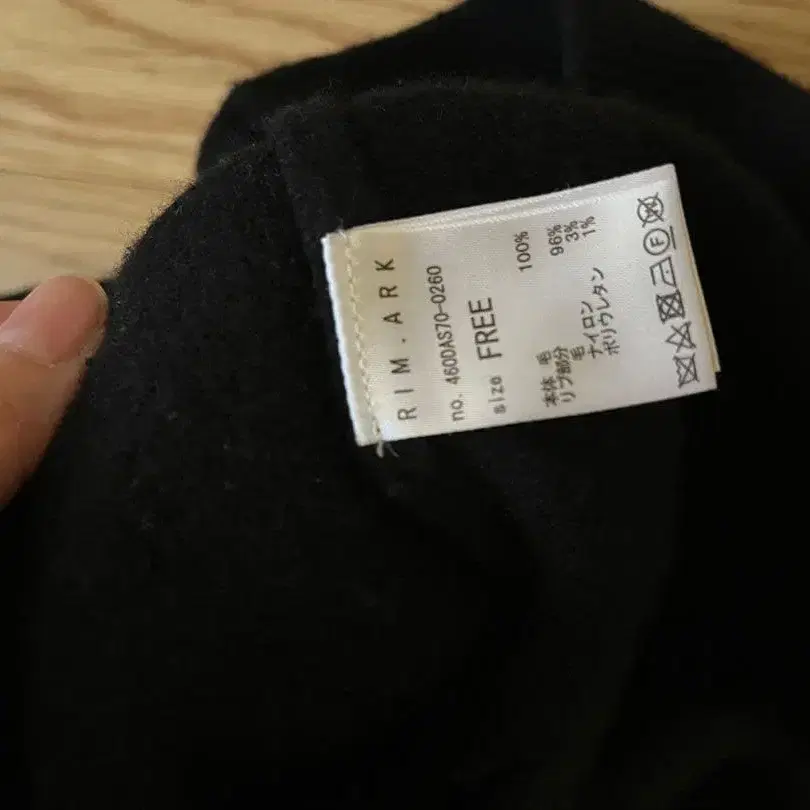 RIM.ARK
no. 460DAS70-0260
size FREE
本体 毛 100%
リブ部分 毛 96%
ナイロン 3%
ポリウレタン 1%
F